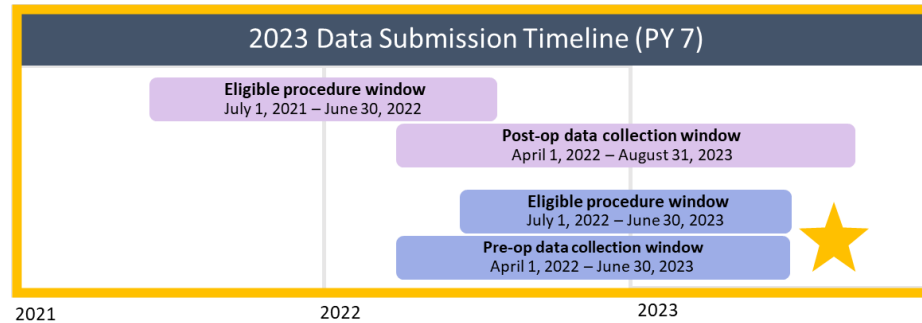 2023 Data Submission Timeline (PY 7)
Eligible procedure window
July 1, 2021 – June 30, 2022
Post-op data collection window
April 1, 2022 – August 31, 2023
Eligible procedure window
July 1, 2022 – June 30, 2023
Pre-op data collection window
April 1, 2022 – June 30, 2023
2021
2022
2023